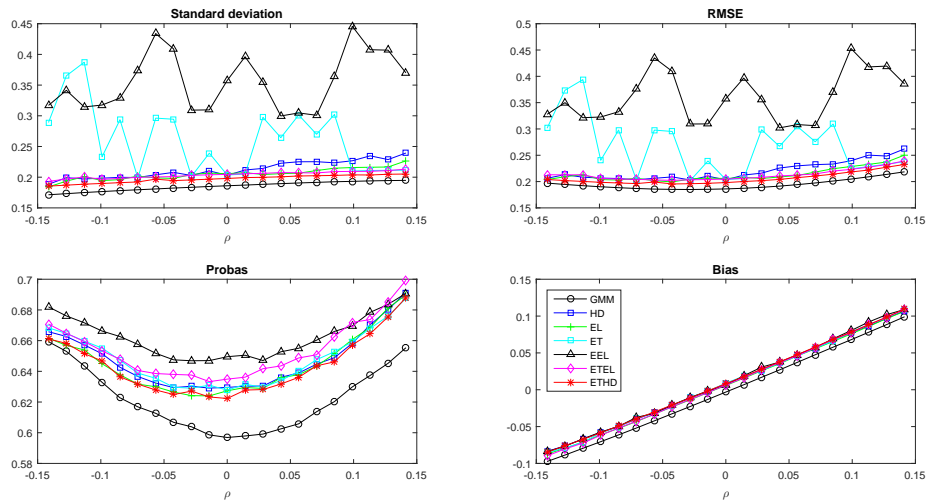 Standard deviation
0.45
0.4
0.35
0.3
0.25
0.2
0.15
-0.15 -0.1 -0.05 0 0.05 0.1 0.15
ρ
RMSE
0.5
0.45
0.4
0.35
0.3
0.25
0.2
0.15
-0.15 -0.1 -0.05 0 0.05 0.1 0.15
ρ
Probas
0.7
0.68
0.66
0.64
0.62
0.6
0.58
-0.15 -0.1 -0.05 0 0.05 0.1 0.15
ρ
Bias
0.15
0.1
0.05
0
-0.05
-0.1
-0.15 -0.1 -0.05 0 0.05 0.1 0.15
ρ
GMM
HD
EL
ET
EEL
ETEL
ETHD